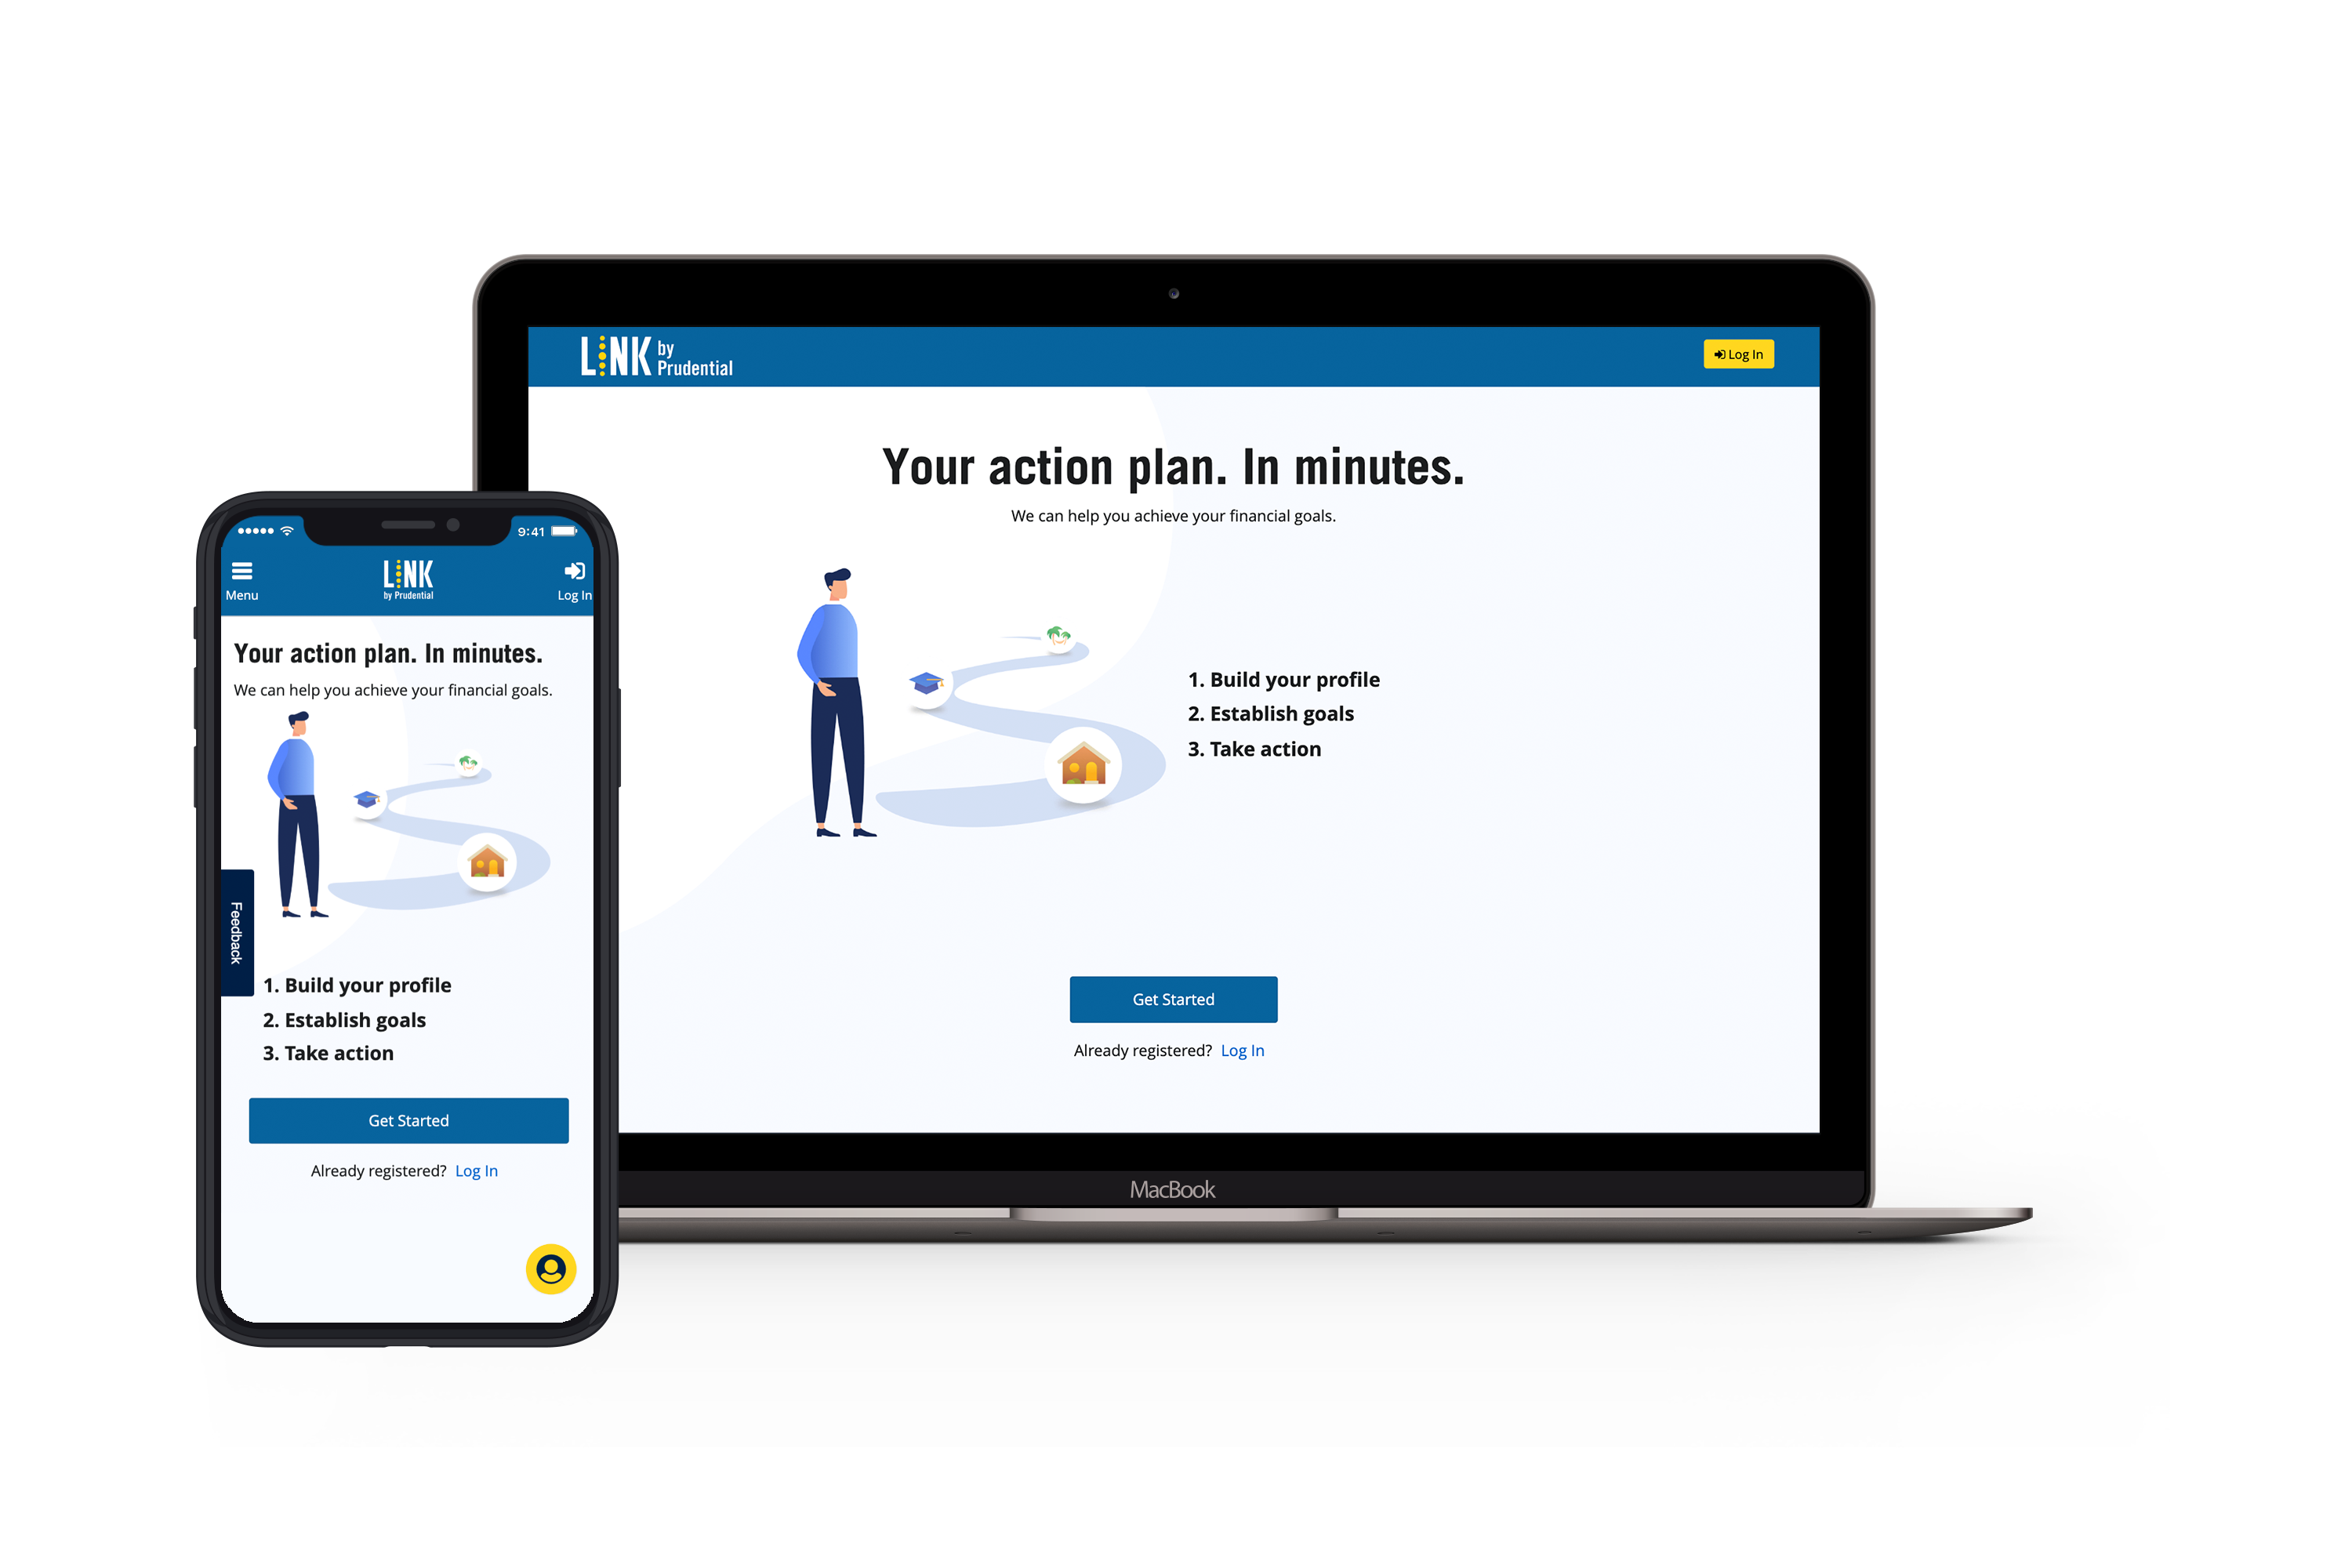 LINK
by
Prudential
Log In
Your action plan. In minutes.
We can help you achieve your financial goals.
1. Build your profile
2. Establish goals
3. Take action
Get Started
Already registered? Log In
MacBook
9:41
Menu
LINK
by Prudential
Log In
Your action plan. In minutes.
We can help you achieve your financial goals.
Feedback
1. Build your profile
2. Establish goals
3. Take action
Get Started
Already registered? Log In